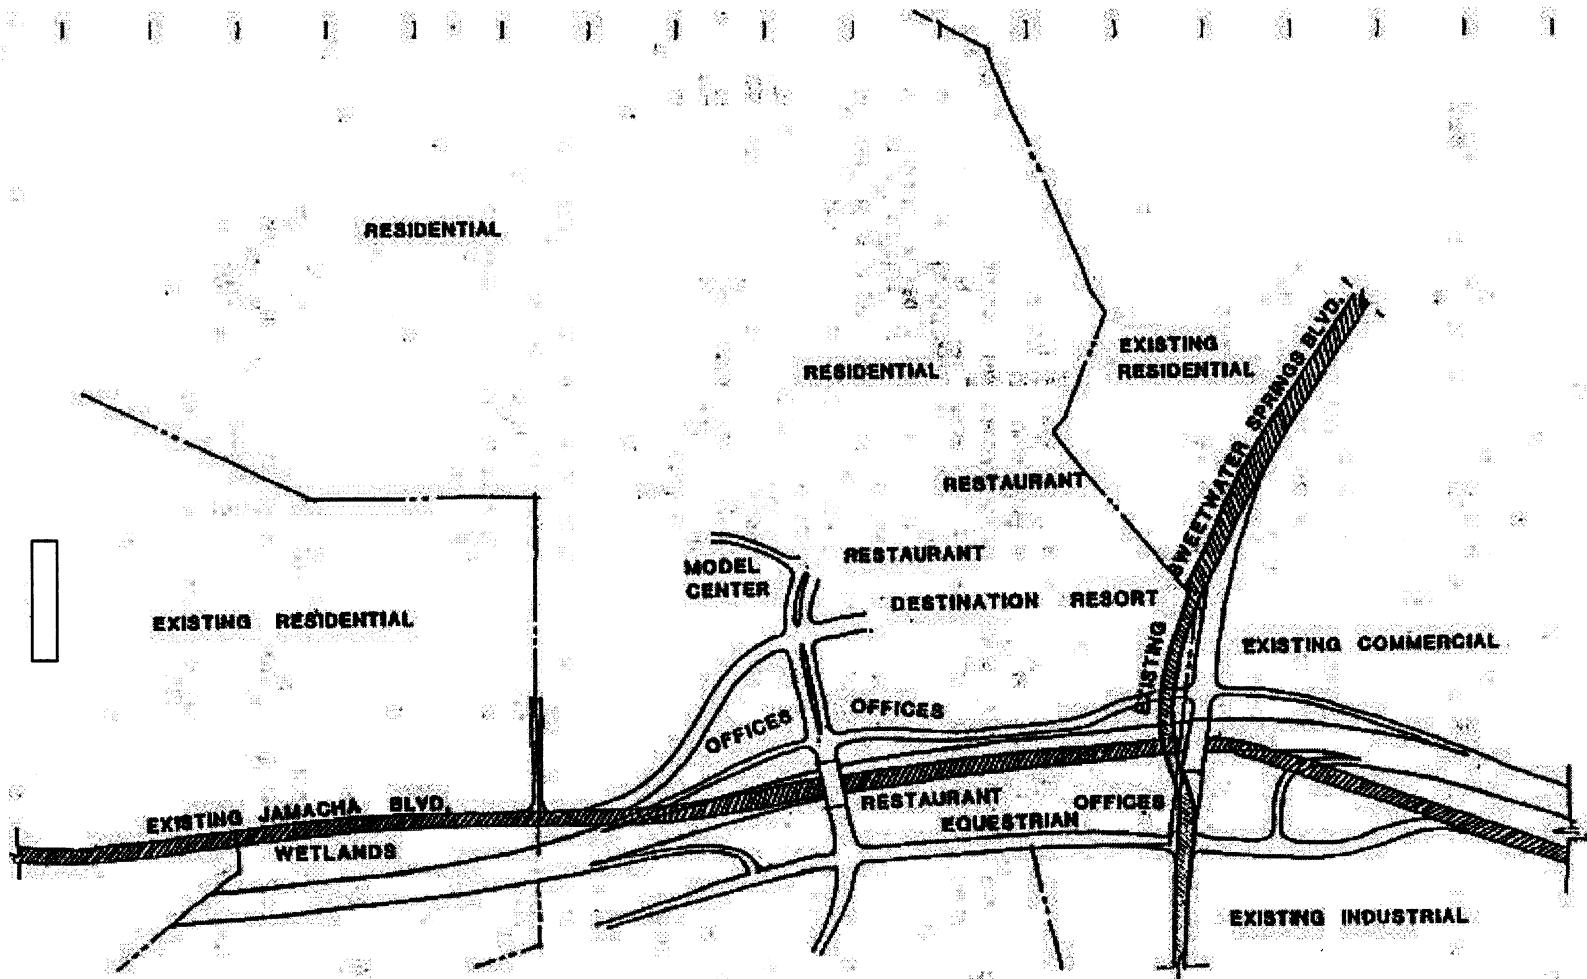 RESIDENTIAL
EXISTING
RESIDENTIAL
RESIDENTIAL
SWEETWATER SPRINGS BLVD.
RESTAURANT
RESTAURANT
MODEL
CENTER
DESTINATION RESORT
EXISTING RESIDENTIAL
EXISTING
EXISTING COMMERCIAL
OFFICES
OFFICES
EXISTING JAMACHA BLVD.
RESTAURANT
OFFICES
EQUESTRIAN
WETLANDS
EXISTING INDUSTRIAL